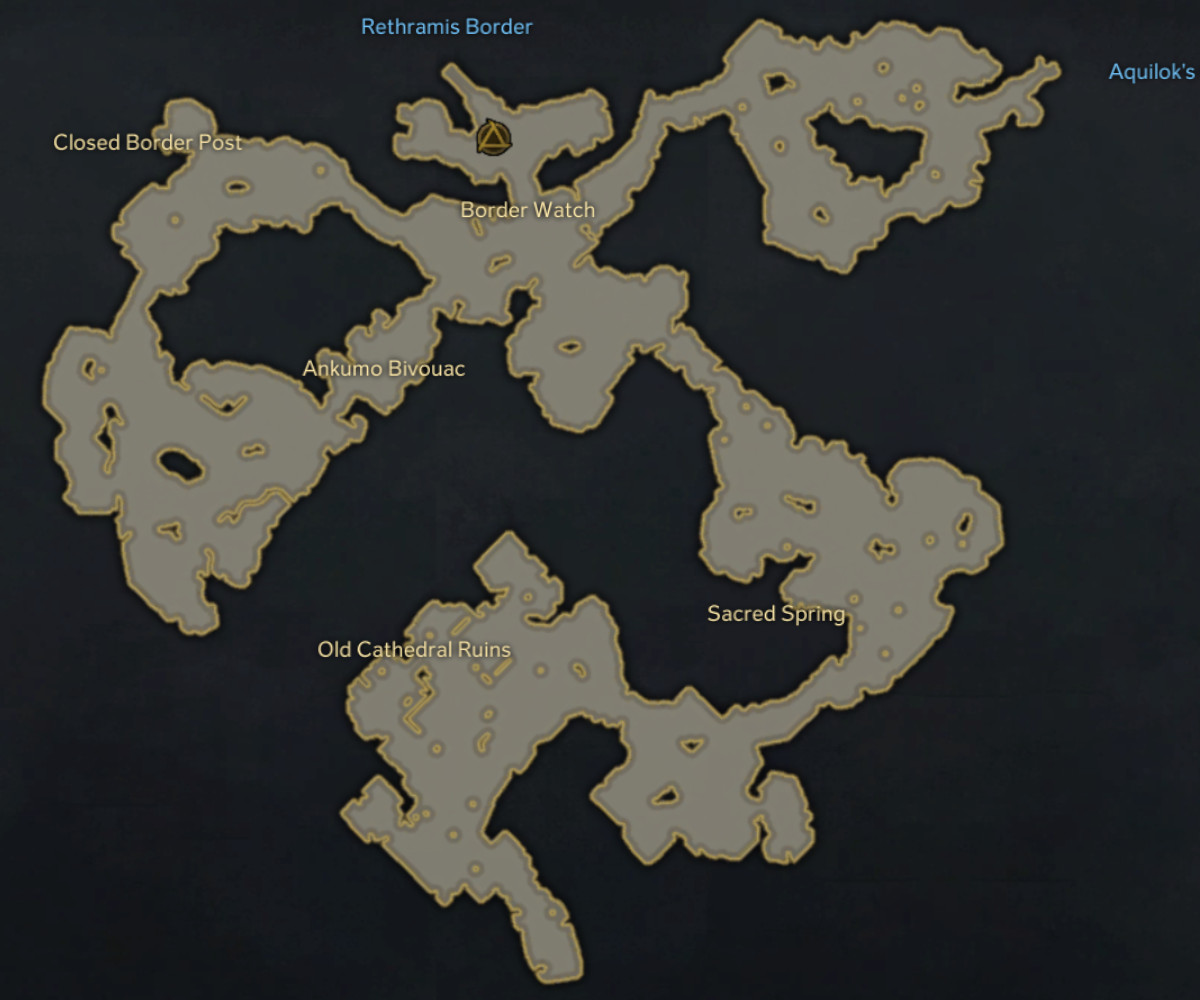 Rethramis Border
Aquilok's
Closed Border Post
Border Watch
Ankumo Bivouac
Sacred Spring
Old Cathedral Ruins